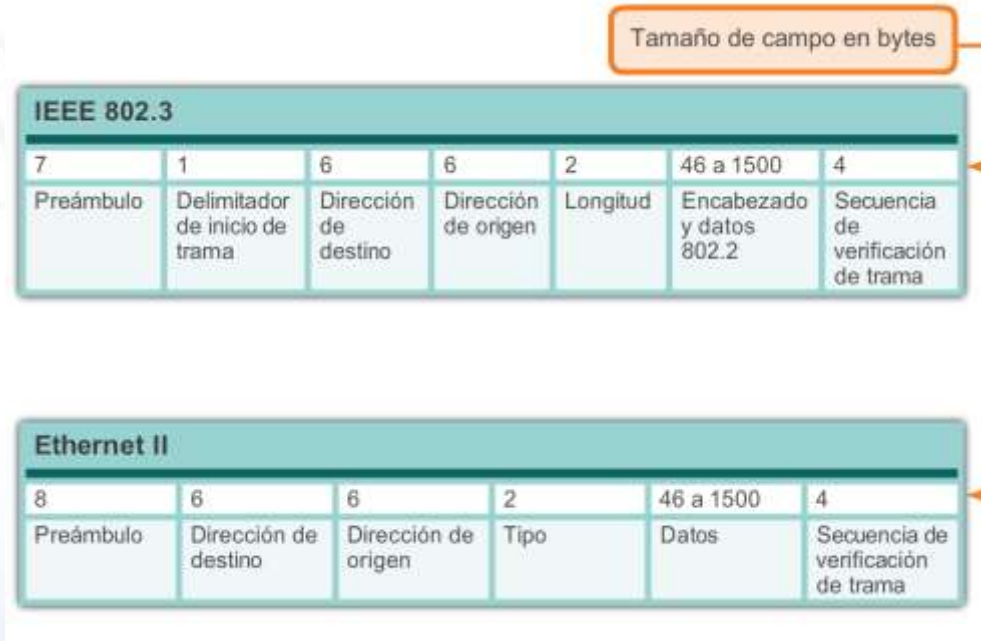 Tamaño de campo en bytes
IEEE 802.3
7 1 6 6 2 46 a 1500 4
Preámbulo Delimitador Dirección Dirección Longitud Encabezado Secuencia
de inicio de de de origen y datos de
trama destino 802.2 verificación
de trama
Ethernet II
8 6 6 2 46 a 1500 4
Preámbulo Dirección de Dirección de Tipo Datos Secuencia de
destino origen verificación
de trama